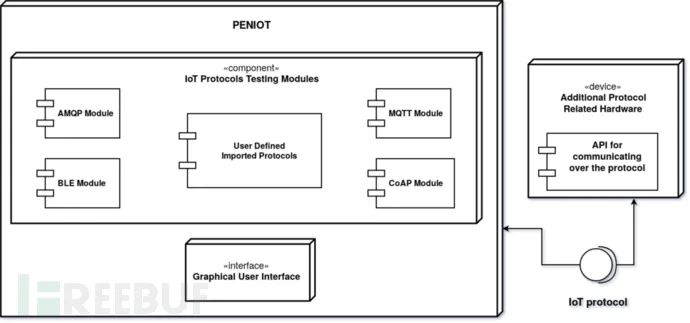 PENIOT
«component»
IoT Protocols Testing Modules
AMQP Module
MQTT Module
User Defined
Imported Protocols
BLE Module
CoAP Module
«interface»
Graphical User Interface
«device»
Additional Protocol
Related Hardware
API for
communicating
over the protocol
IoT protocol
FREEBUF